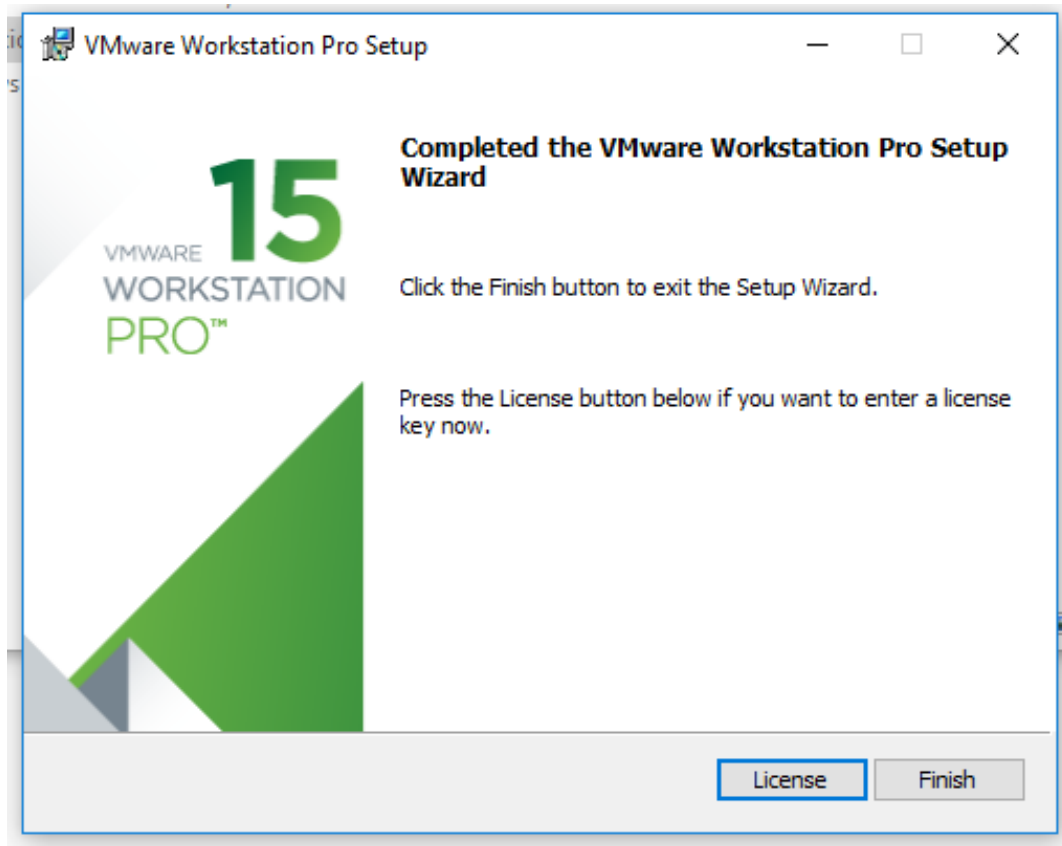 VMware Workstation Pro Setup
Completed the VMware Workstation Pro Setup
Wizard
15
VMWARE
WORKSTATION
PRO™
Click the Finish button to exit the Setup Wizard.
Press the License button below if you want to enter a license
key now.
License
Finish